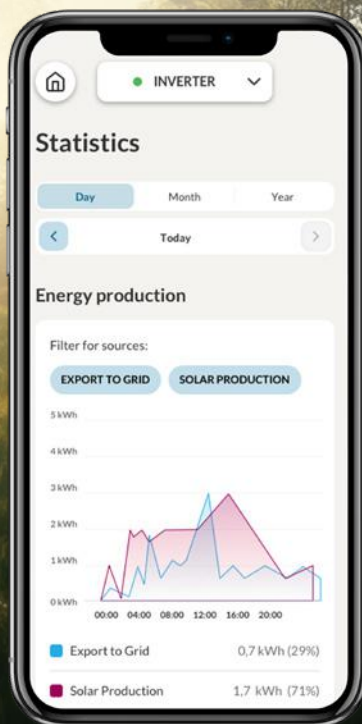 INVERTER
Statistics
Day Month Year
Today
Energy production
Filter for sources:
EXPORT TO GRID SOLAR PRODUCTION
5 kWh
4 kWh
3 kWh
2 kWh
1 kWh
0 kWh
00:00 04:00 08:00 12:00 16:00 20:00
Export to Grid 0,7 kWh (29%)
Solar Production 1,7 kWh (71%)